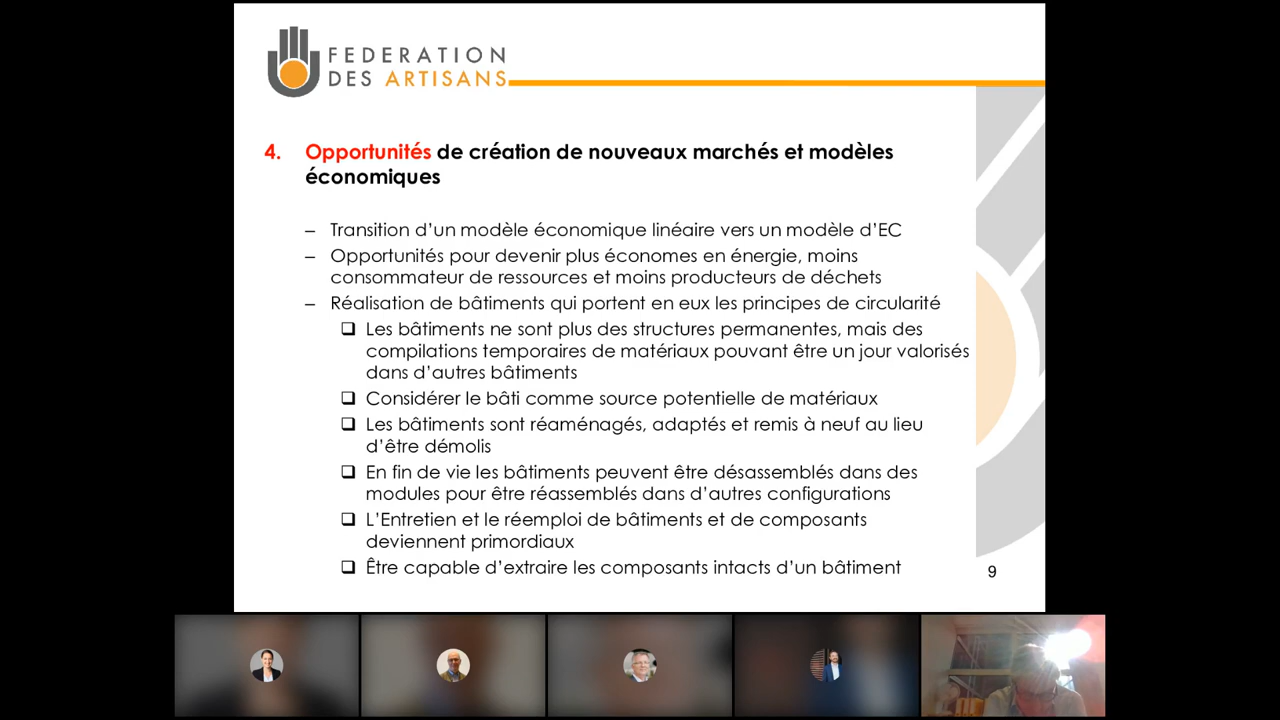 FEDERATION
DES ARTISANS
4. Opportunités de création de nouveaux marchés et modèles
économiques
– Transition d’un modèle économique linéaire vers un modèle d’EC
– Opportunités pour devenir plus économes en énergie, moins
consommateur de ressources et moins producteurs de déchets
– Réalisation de bâtiments qui portent en eux les principes de circularité
❑ Les bâtiments ne sont plus des structures permanentes, mais des
compilations temporaires de matériaux pouvant être un jour valorisés
dans d’autres bâtiments
❑ Considérer le bâti comme source potentielle de matériaux
❑ Les bâtiments sont réaménagés, adaptés et remis à neuf au lieu
d’être démolis
❑ En fin de vie les bâtiments peuvent être désassemblés dans des
modules pour être réassemblés dans d’autres configurations
❑ L’Entretien et le réemploi de bâtiments et de composants
deviennent primordiaux
❑ Être capable d’extraire les composants intacts d’un bâtiment
9